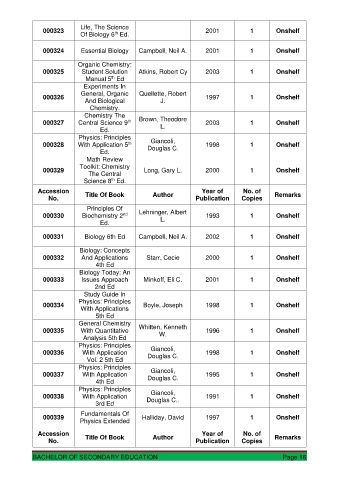 000323 Life, The Science Of Biology 6th Ed. 2001 1 Onshelf
000324 Essential Biology Campbell, Neil A. 2001 1 Onshelf
000325 Organic Chemistry: Student Solution Manual 5th Ed Atkins, Robert Cy 2003 1 Onshelf
000326 Experiments In General, Organic And Biological Chemistry. Quellette, Robert J. 1997 1 Onshelf
000327 Chemistry The Central Science 9th Ed. Brown, Theodore L. 2003 1 Onshelf
000328 Physics: Principles With Application 5th Ed. Giancoli, Douglas C. 1998 1 Onshelf
000329 Math Review Toolkit: Chemistry The Central Science 8th Ed. Long, Gary L. 2000 1 Onshelf
Accession No. Title Of Book Author Year of Publication No. of Copies Remarks
000330 Principles Of Biochemistry 2nd Ed. Lehninger, Albert L. 1993 1 Onshelf
000331 Biology 6th Ed Campbell, Neil A. 2002 1 Onshelf
000332 Biology: Concepts And Applications 4th Ed Starr, Cecie 2000 1 Onshelf
000333 Biology Today: An Issues Approach 2nd Ed Minkoff, Eli C. 2001 1 Onshelf
000334 Study Guide In Physics: Principles With Applications 5th Ed Boyle, Joseph 1998 1 Onshelf
000335 General Chemistry With Quantitative Analysis 5th Ed Whitten, Kenneth W. 1996 1 Onshelf
000336 Physics: Principles With Application Vol. 2 5th Ed Giancoli, Douglas C. 1998 1 Onshelf
000337 Physics: Principles With Application 4th Ed Giancoli, Douglas C. 1995 1 Onshelf
000338 Physics: Principles With Application 3rd Ed Giancoli, Douglas C.. 1991 1 Onshelf
000339 Fundamentals Of Physics Extended Halliday, David 1997 1 Onshelf
Accession No. Title Of Book Author Year of Publication No. of Copies Remarks
BACHELOR OF SECONDARY EDUCATION Page 16